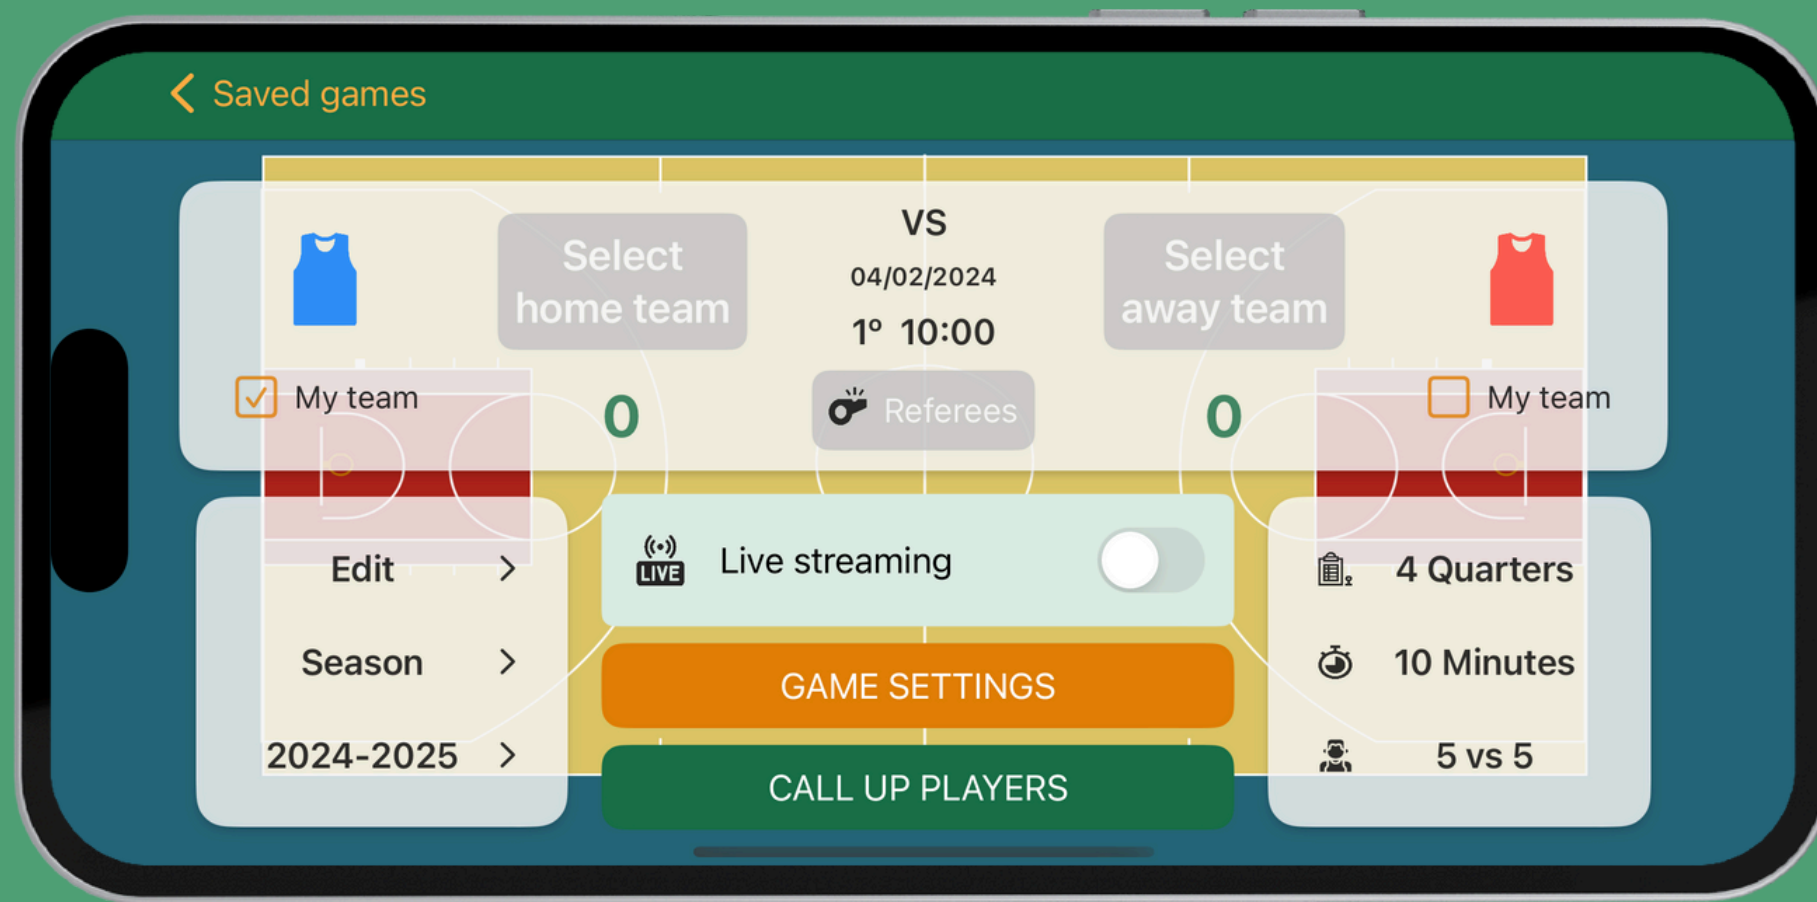 Saved games
Select
home team
VS
04/02/2024
1º 10:00
Select
away team
My team
0
Referees
0
My team
Edit
Season
2024-2025
LIVE
Live streaming
GAME SETTINGS
CALL UP PLAYERS
4 Quarters
10 Minutes
5 vs 5